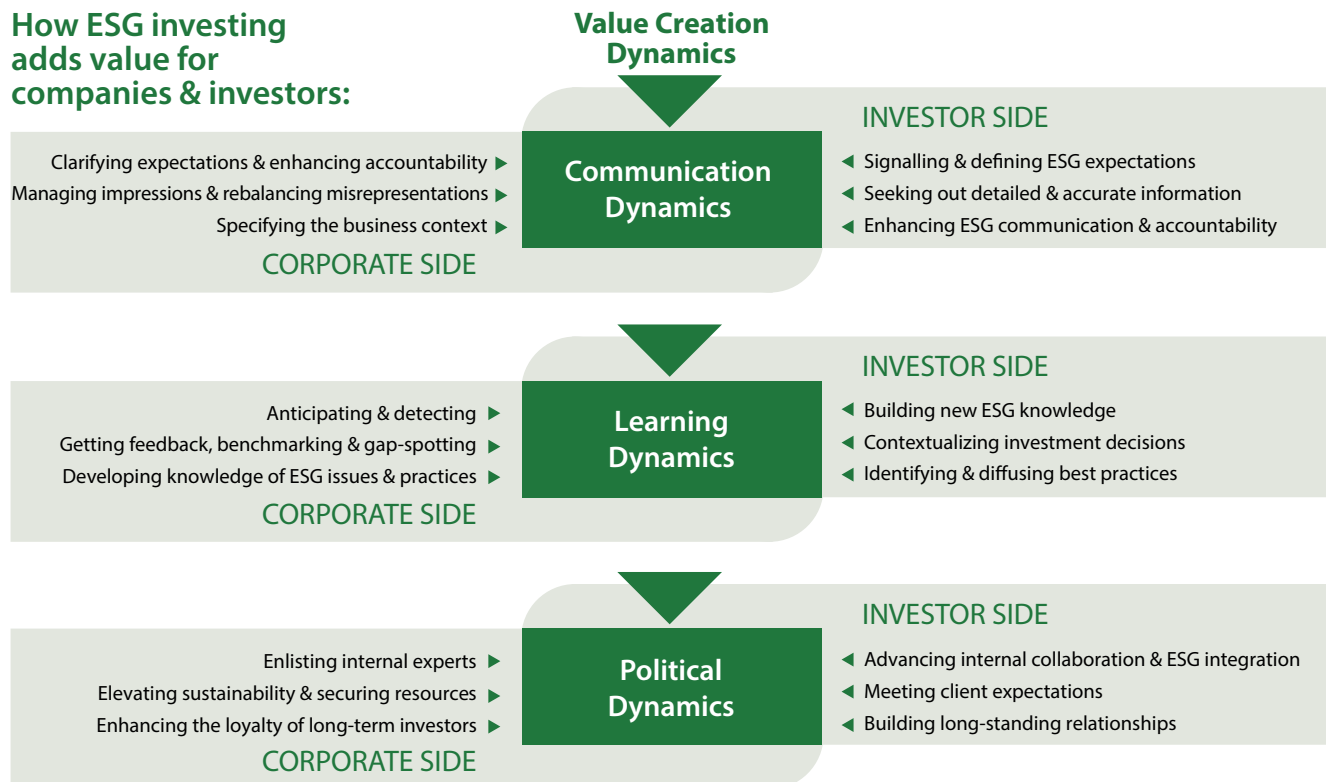 How ESG investing
adds value for
companies & investors:
Value Creation
Dynamics
Clarifying expectations & enhancing accountability
Managing impressions & rebalancing misrepresentations
Specifying the business context
CORPORATE SIDE
Communication
Dynamics
INVESTOR SIDE
Signalling & defining ESG expectations
Seeking out detailed & accurate information
Enhancing ESG communication & accountability
Anticipating & detecting
Getting feedback, benchmarking & gap-spotting
Developing knowledge of ESG issues & practices
CORPORATE SIDE
Learning
Dynamics
INVESTOR SIDE
Building new ESG knowledge
Contextualizing investment decisions
Identifying & diffusing best practices
Enlisting internal experts
Elevating sustainability & securing resources
Enhancing the loyalty of long-term investors
CORPORATE SIDE
Political
Dynamics
INVESTOR SIDE
Advancing internal collaboration & ESG integration
Meeting client expectations
Building long-standing relationships